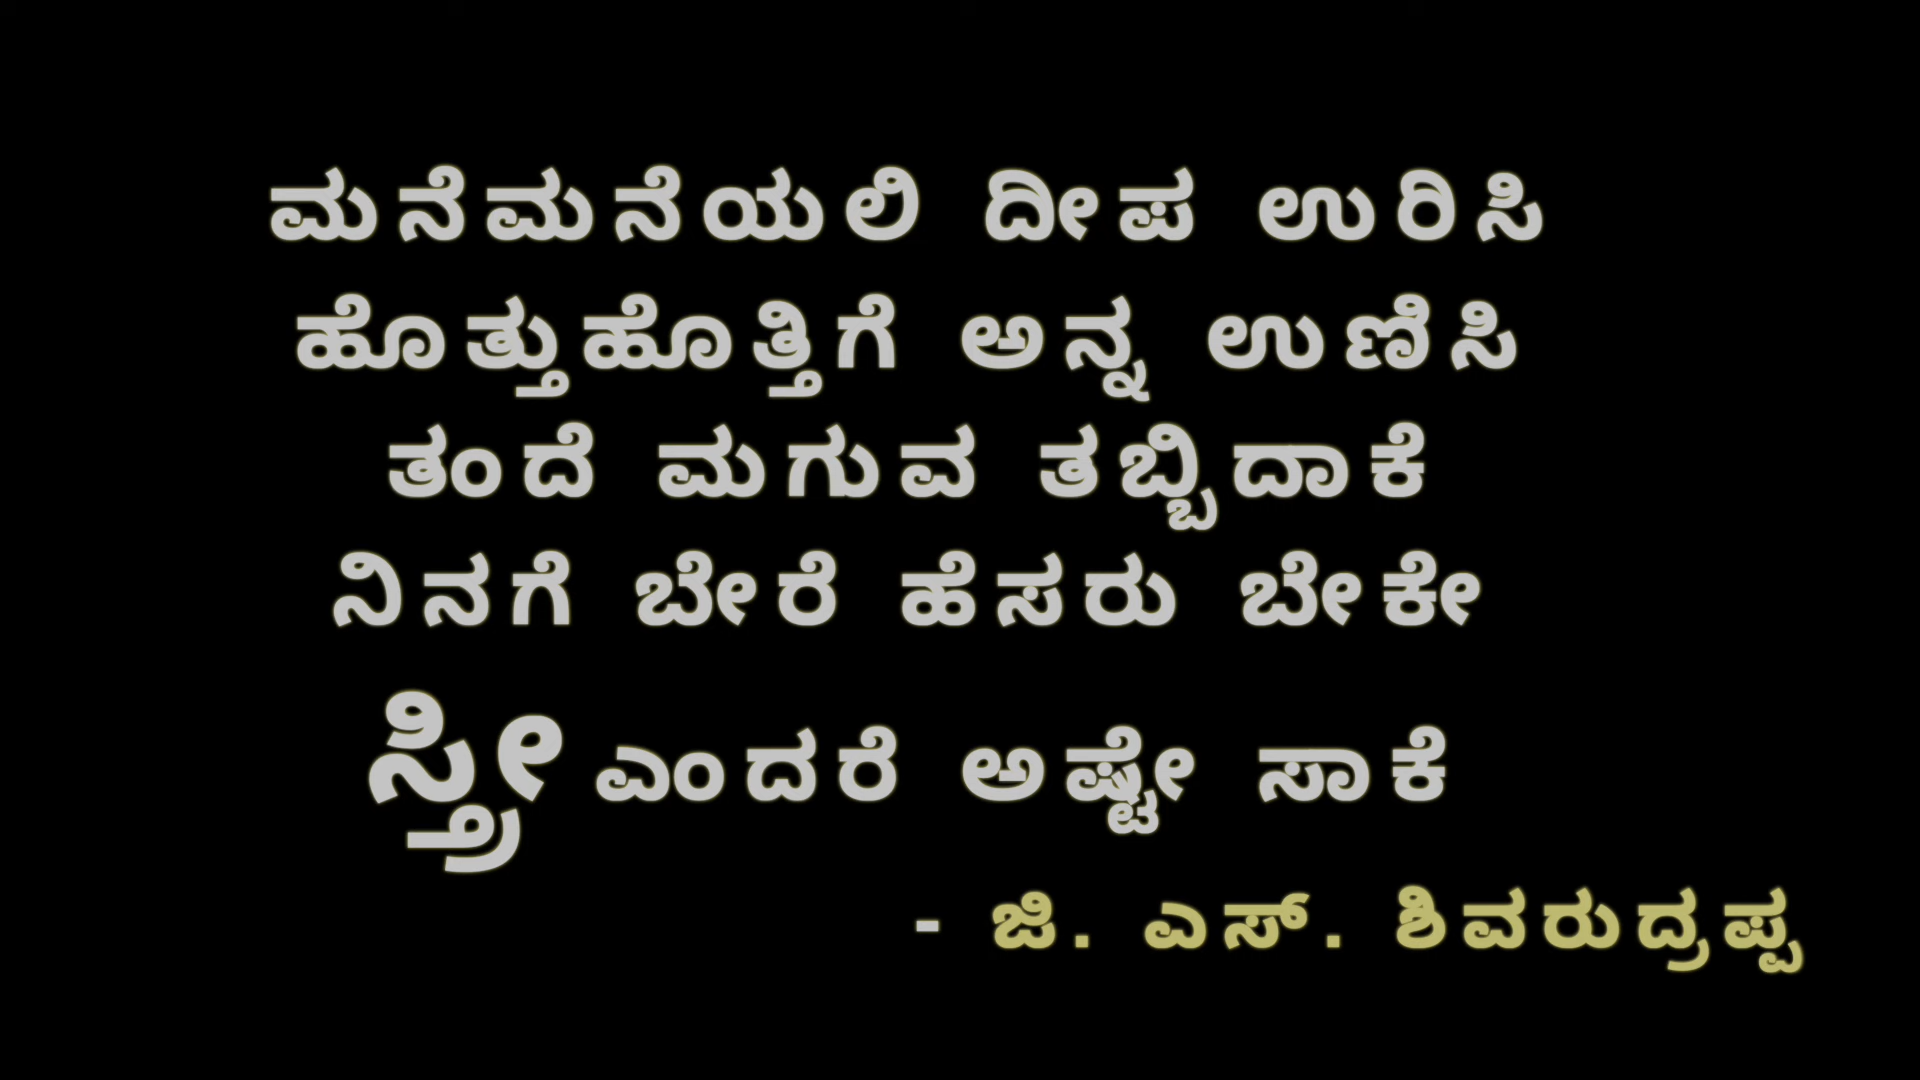 ಮನೆಮನೆಯಲಿ ದೀಪ ಉರಿಸಿ
ಹೊತ್ತುಹೊತ್ತಿಗೆ ಅನ್ನ ಉಣಿಸಿ
ತಂದೆ ಮಗುವ ತಬ್ಬಿದಾಕೆ
ನಿನಗೆ ಬೇರೆ ಹೆಸರು ಬೇಕೇ
ಸ್ತ್ರೀ ಎಂದರೆ ಅಷ್ಟೇ ಸಾಕೆ
- ಜಿ. ಎಸ್. ಶಿವರುದ್ರಪ್ಪ